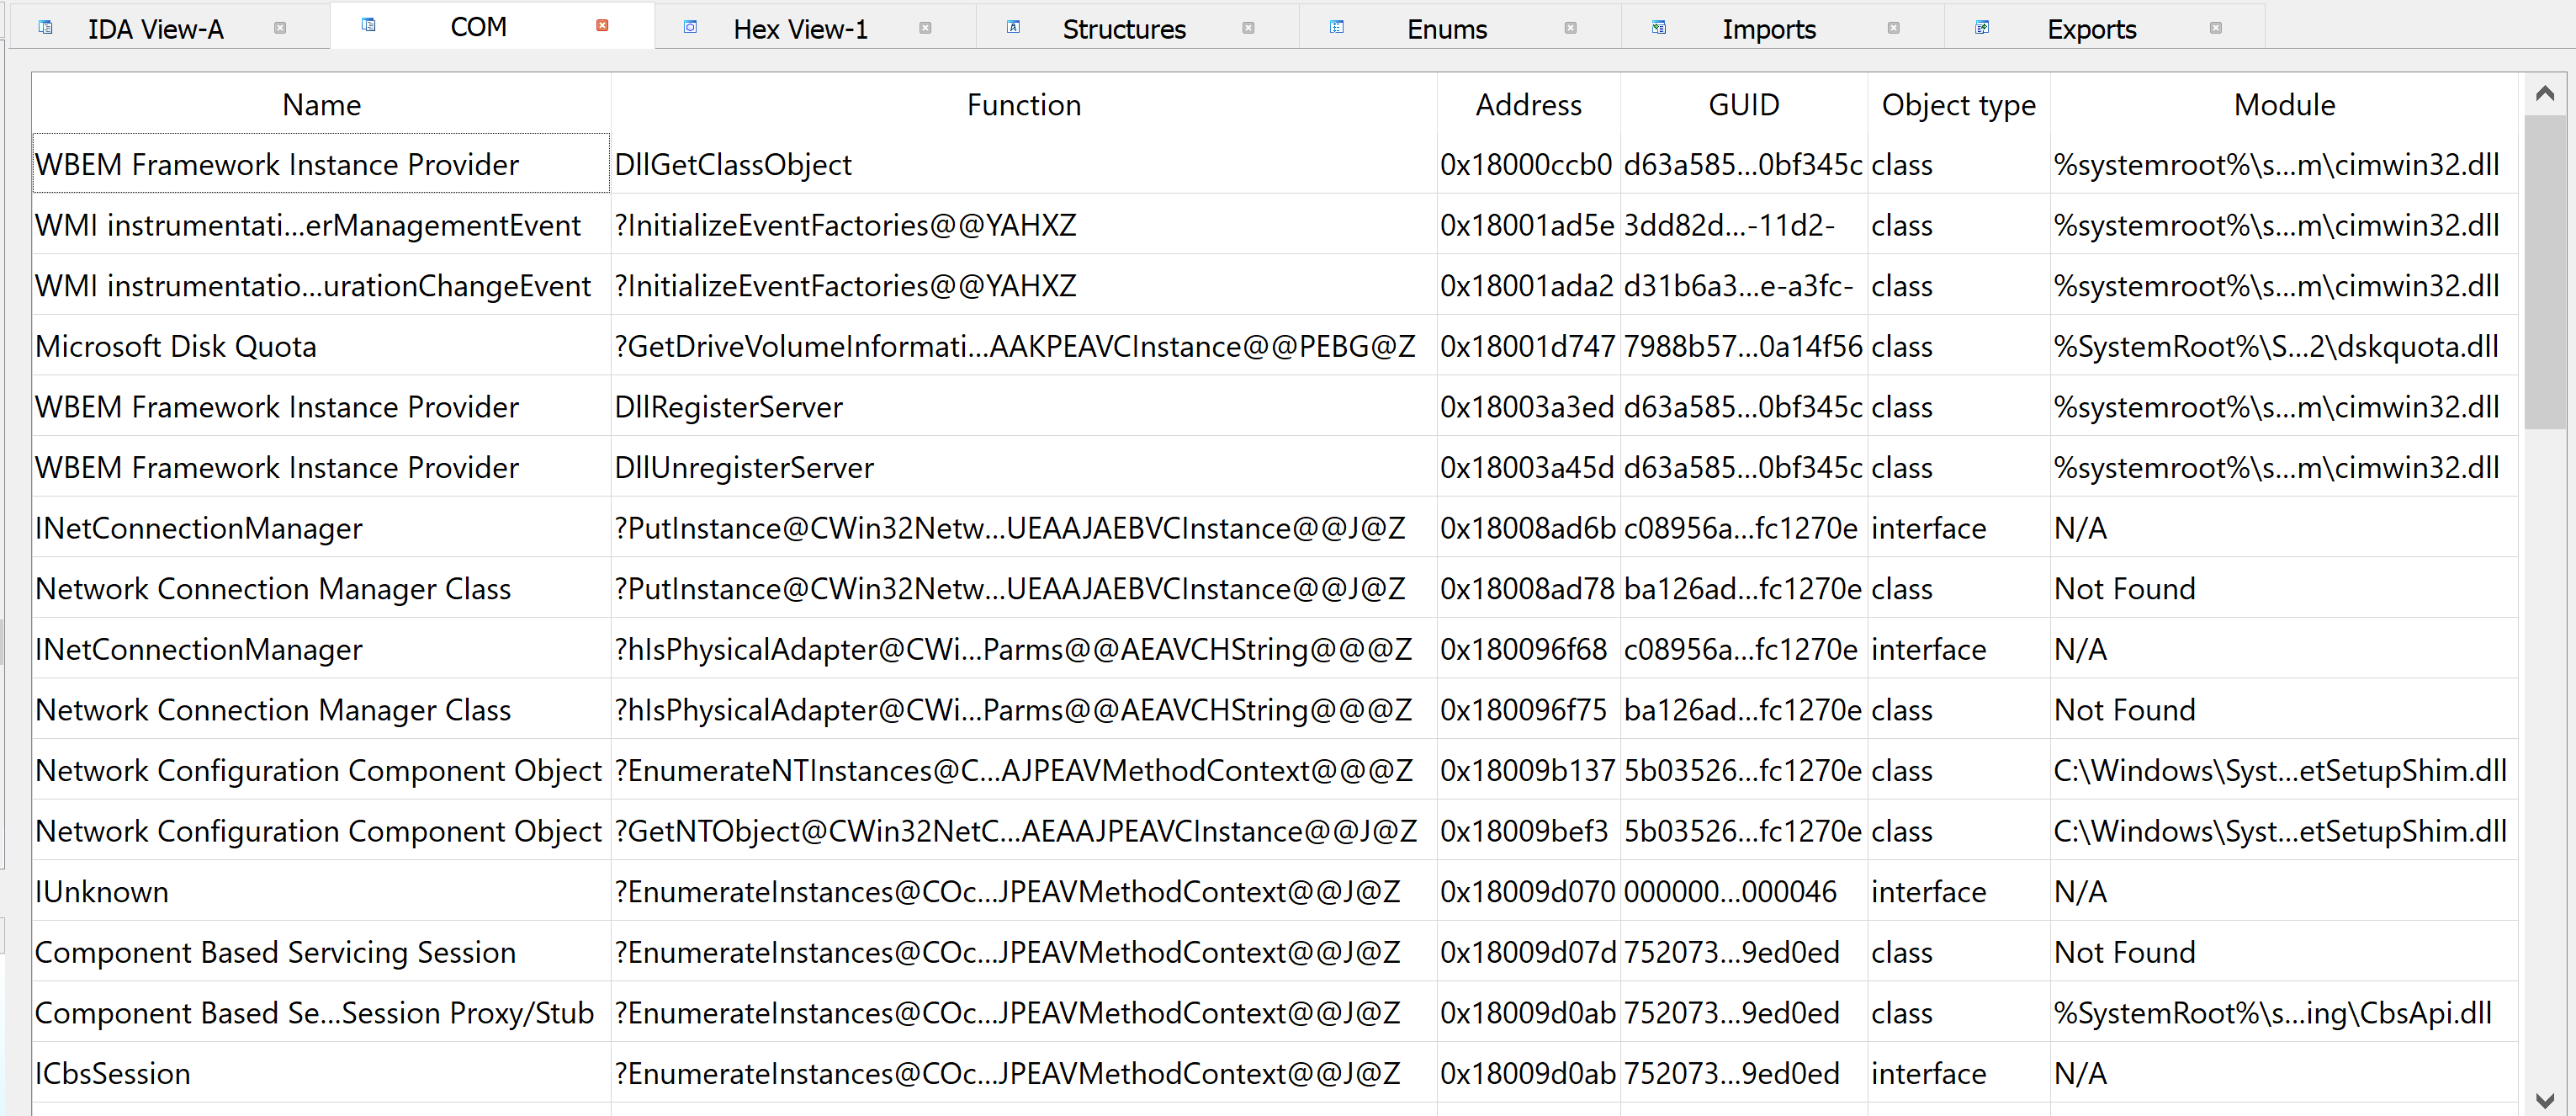 IDA View-A COM Hex View-1 Structures Enums Imports Exports
Name Function Address GUID Object type Module
WBEM Framework Instance Provider DllGetClassObject 0x18000ccb0 d63a585...0bf345c class %systemroot%\s...m\cimwin32.dll
WMI instrumentati...erManagementEvent ?InitializeEventFactories@@YAHXZ 0x18001ad5e 3dd82d...-11d2- class %systemroot%\s...m\cimwin32.dll
WMI instrumentatio...urationChangeEvent ?InitializeEventFactories@@YAHXZ 0x18001ada2 d31b6a3...e-a3fc- class %systemroot%\s...m\cimwin32.dll
Microsoft Disk Quota ?GetDriveVolumeInformati...AAKPEAVCInstance@@PEBG@Z 0x18001d747 7988b57...0a14f56 class %SystemRoot%\S...2\dskquota.dll
WBEM Framework Instance Provider DllRegisterServer 0x18003a3ed d63a585...0bf345c class %systemroot%\s...m\cimwin32.dll
WBEM Framework Instance Provider DllUnregisterServer 0x18003a45d d63a585...0bf345c class %systemroot%\s...m\cimwin32.dll
INetConnectionManager ?PutInstance@CWin32Netw...UEAAJAEBVCInstance@@J@Z 0x18008ad6b c08956a...fc1270e interface N/A
Network Connection Manager Class ?PutInstance@CWin32Netw...UEAAJAEBVCInstance@@J@Z 0x18008ad78 ba126ad...fc1270e class Not Found
INetConnectionManager ?hIsPhysicalAdapter@CWi...Parms@@AEAVCHString@@@Z 0x180096f68 c08956a...fc1270e interface N/A
Network Connection Manager Class ?hIsPhysicalAdapter@CWi...Parms@@AEAVCHString@@@Z 0x180096f75 ba126ad...fc1270e class Not Found
Network Configuration Component Object ?EnumerateNTInstances@C...AJPEAVMethodContext@@@Z 0x18009b137 5b03526...fc1270e class C:\Windows\Syst...etSetupShim.dll
Network Configuration Component Object ?GetNTObject@CWin32NetC...AEAAJPEAVCInstance@@J@Z 0x18009bef3 5b03526...fc1270e class C:\Windows\Syst...etSetupShim.dll
IUnknown ?EnumerateInstances@COc...JPEAVMethodContext@@J@Z 0x18009d070 000000...000046 interface N/A
Component Based Servicing Session ?EnumerateInstances@COc...JPEAVMethodContext@@J@Z 0x18009d07d 752073...9ed0ed class Not Found
Component Based Se...Session Proxy/Stub ?EnumerateInstances@COc...JPEAVMethodContext@@J@Z 0x18009d0ab 752073...9ed0ed class %SystemRoot%\s...ing\CbsApi.dll
ICbsSession ?EnumerateInstances@COc...JPEAVMethodContext@@J@Z 0x18009d0ab 752073...9ed0ed interface N/A